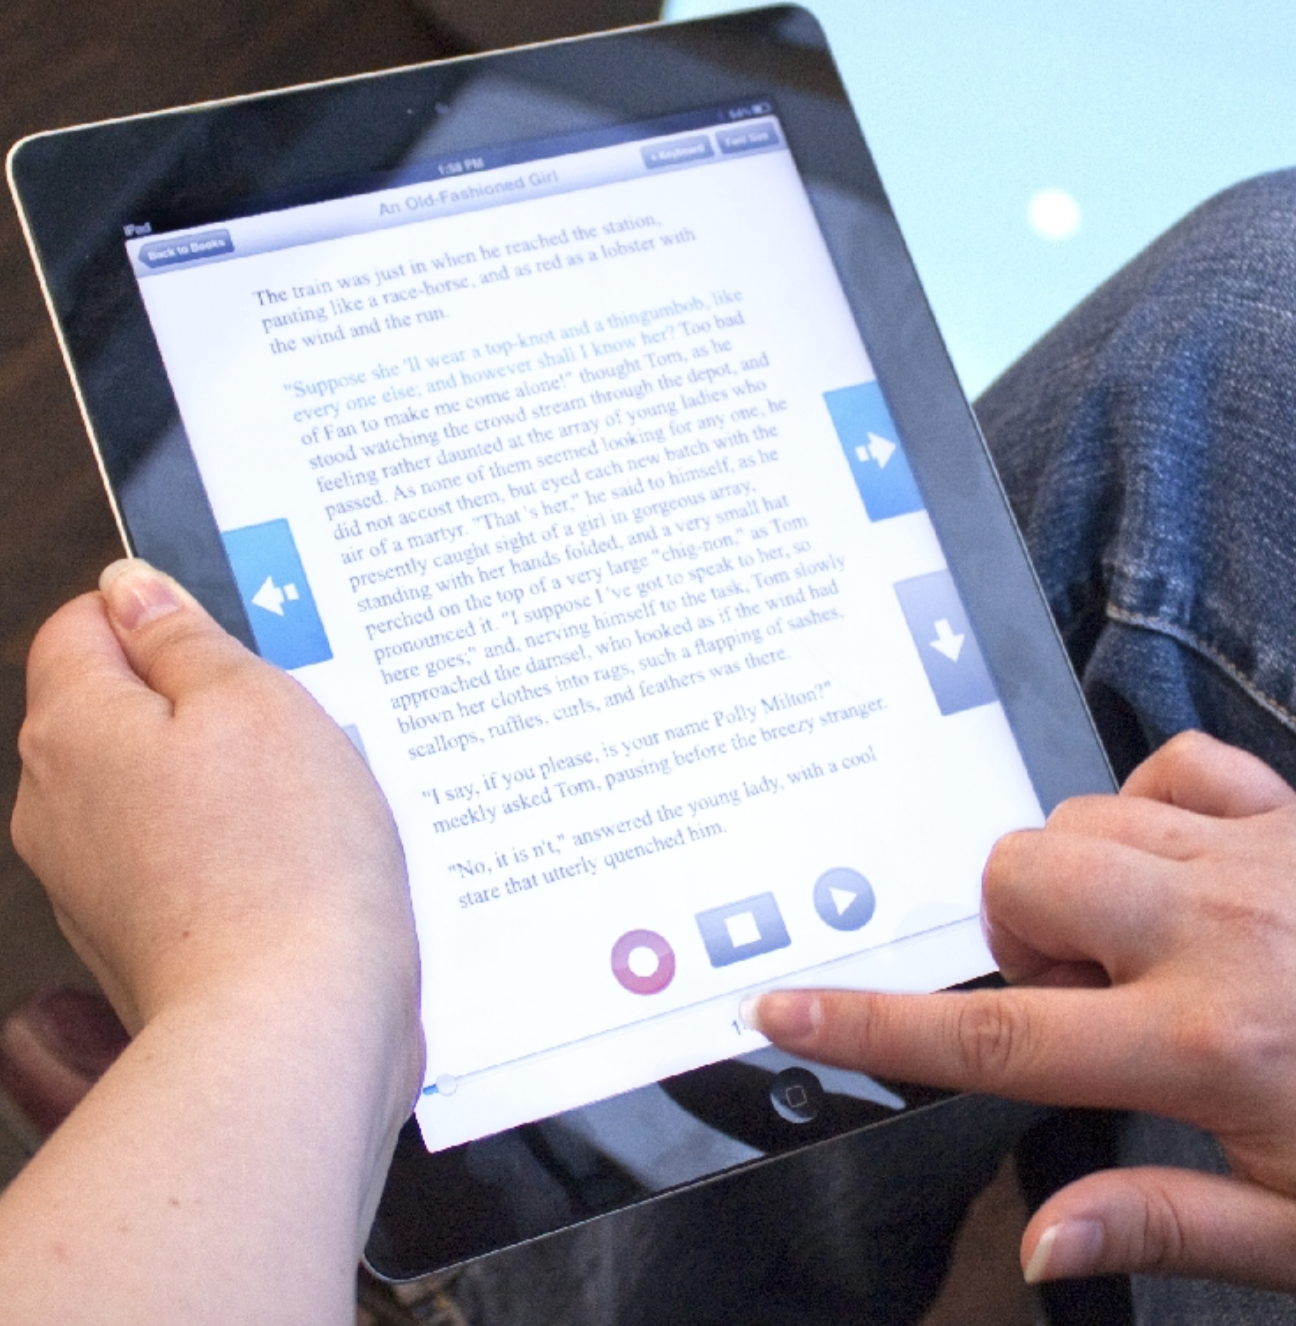 iPad
1:58 PM
54%
Back to Books
An Old-Fashioned Girl
+ Keyboard
Font Size
The train was just in when he reached the station,
panting like a race-horse, and as red as a lobster with
the wind and the run.
"Suppose she 'll wear a top-knot and a thingumbob, like
every one else; and however shall I know her? Too bad
of Fan to make me come alone!" thought Tom, as he
stood watching the crowd stream through the depot, and
feeling rather daunted at the array of young ladies who
passed. As none of them seemed looking for any one, he
did not accost them, but eyed each new batch with the
air of a martyr. "That 's her," he said to himself, as he
presently caught sight of a girl in gorgeous array,
standing with her hands folded, and a very small hat
perched on the top of a very large "chig-non," as Tom
pronounced it. "I suppose I 've got to speak to her, so
here goes;" and, nerving himself to the task, Tom slowly
approached the damsel, who looked as if the wind had
blown her clothes into rags, such a flapping of sashes,
scallops, ruffles, curls, and feathers was there.
"I say, if you please, is your name Polly Milton?"
meekly asked Tom, pausing before the breezy stranger.
"No, it is n't," answered the young lady, with a cool
stare that utterly quenched him.